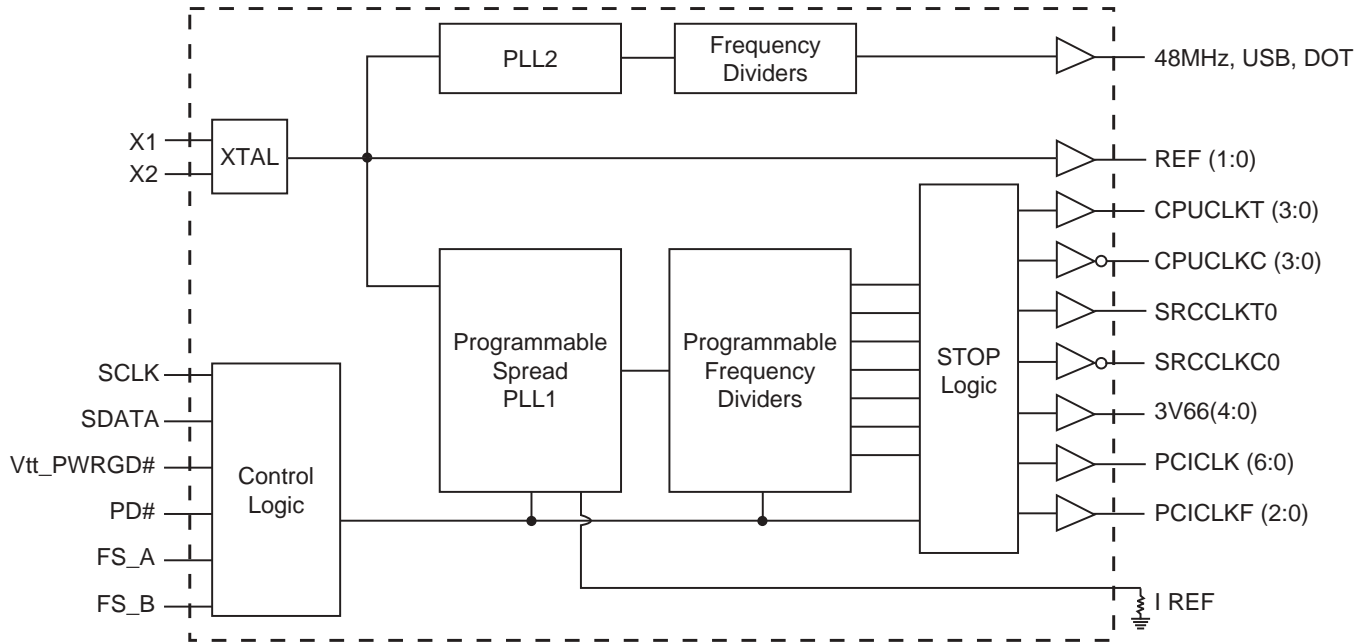 PLL2
Frequency
Dividers
48MHz, USB, DOT
X1
X2
XTAL
REF (1:0)
CPUCLKT (3:0)
CPUCLKC (3:0)
SRCCLKT0
SRCCLKC0
3V66(4:0)
PCICLK (6:0)
PCICLKF (2:0)
Programmable
Spread
PLL1
Programmable
Frequency
Dividers
STOP
Logic
SCLK
SDATA
Vtt_PWRGD#
PD#
FS_A
FS_B
Control
Logic
I REF